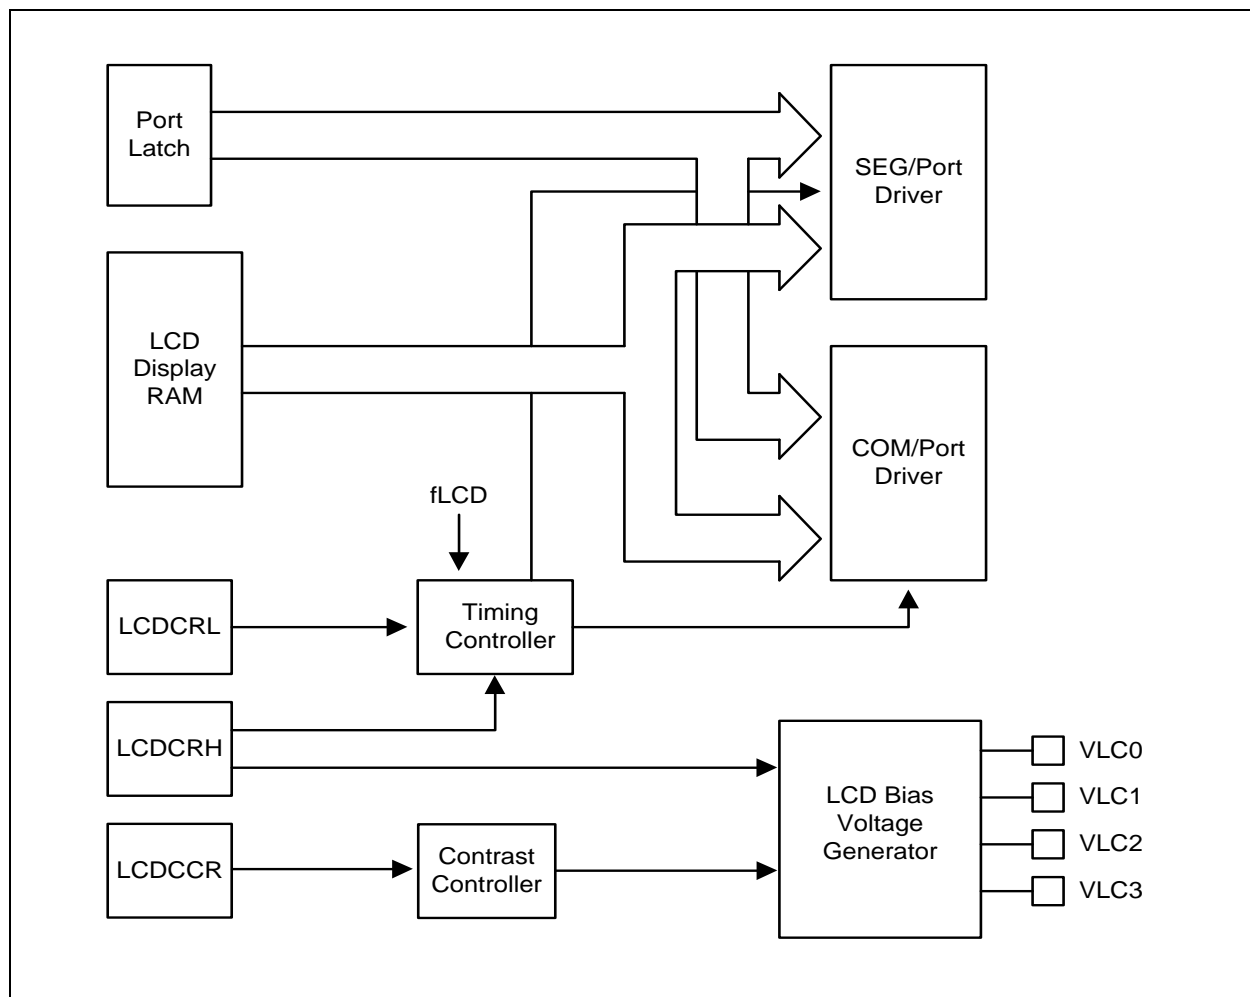 Port
Latch
SEG/Port
Driver
LCD
Display
RAM
COM/Port
Driver
fLCD
LCDCRL
Timing
Controller
LCDCRH
LCD Bias
Voltage
Generator
VLC0
VLC1
VLC2
VLC3
LCDCCR
Contrast
Controller